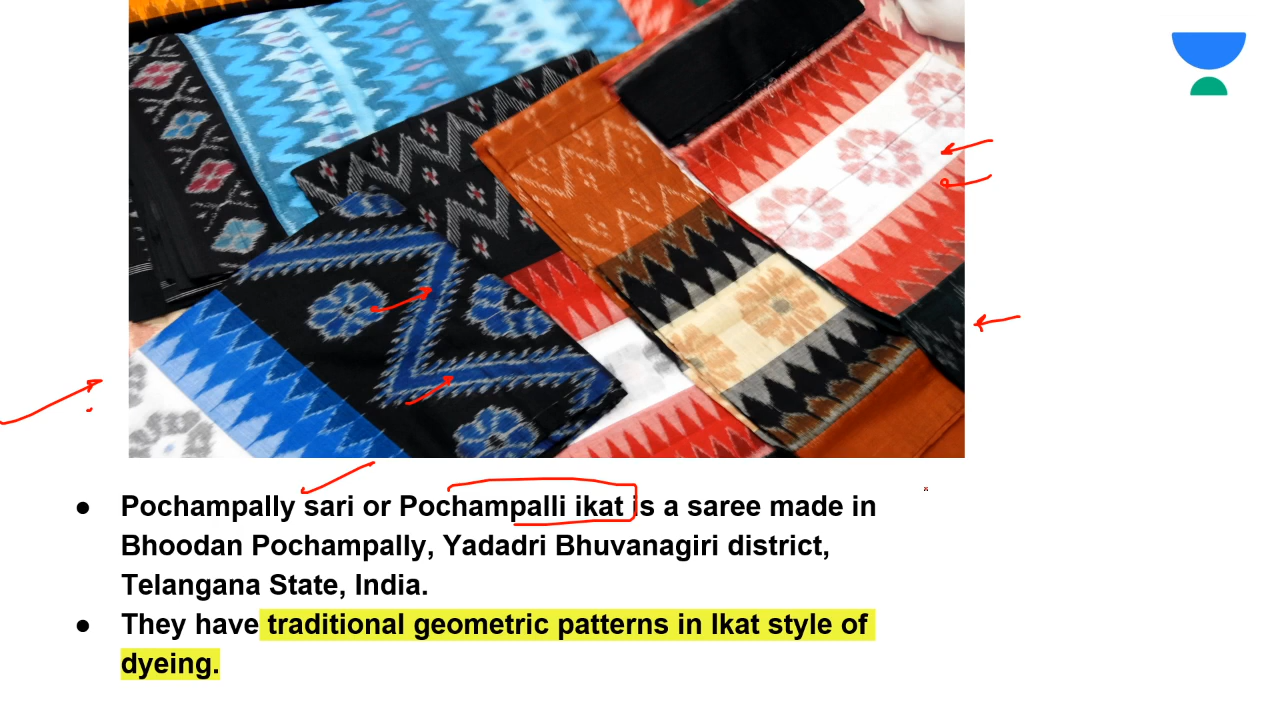 ● Pochampally sari or Pochampalli ikat is a saree made in
Bhoodan Pochampally, Yadadri Bhuvanagiri district,
Telangana State, India.
● They have traditional geometric patterns in Ikat style of
dyeing.